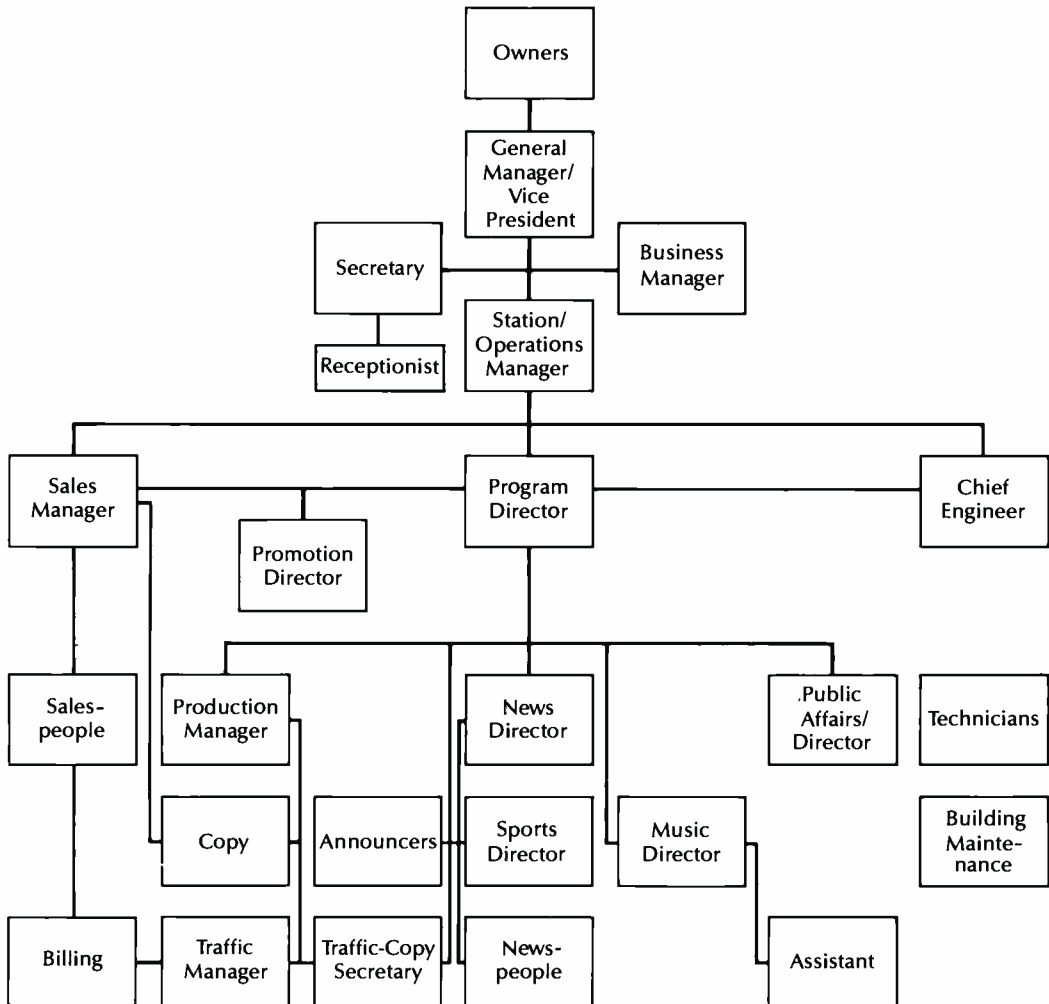 Owners
General
Manager/
Vice
President
Secretary
Business
Manager
Receptionist
Station/
Operations
Manager
Sales
Manager
Program
Director
Chief
Engineer
Promotion
Director
Sales-
people
Production
Manager
News
Director
.Public
Affairs/
Director
Technicians
Copy
Announcers
Sports
Director
Music
Director
Building
Mainte-
nance
Billing
Traffic
Manager
Traffic-Copy
Secretary
News-
people
Assistant